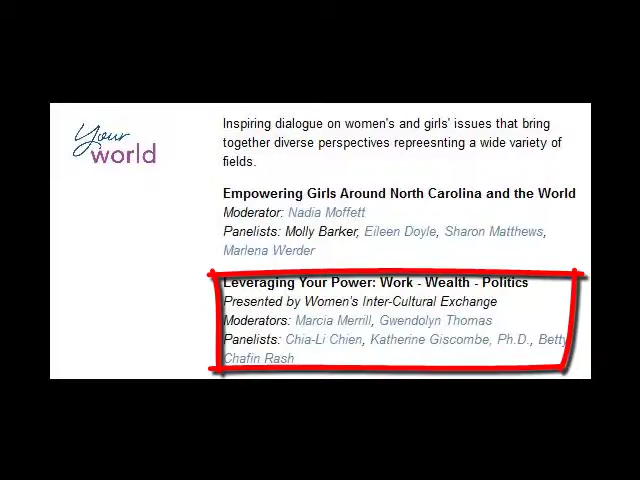 Your
world
Inspiring dialogue on women's and girls' issues that bring
together diverse perspectives repreesnting a wide variety of
fields.
Empowering Girls Around North Carolina and the World
Moderator: Nadia Moffett
Panelists: Molly Barker, Eileen Doyle, Sharon Matthews,
Marlena Werder
Leveraging Your Power: Work - Wealth - Politics
Presented by Women's Inter-Cultural Exchange
Moderators: Marcia Merrill, Gwendolyn Thomas
Panelists: Chia-Li Chien, Katherine Giscombe, Ph.D., Betty
Chafin Rash